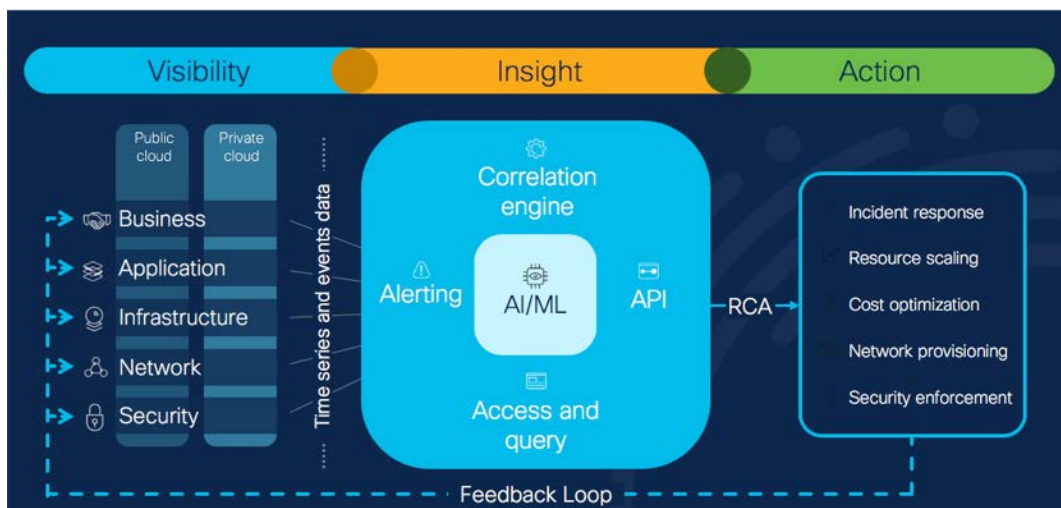 Visibility
Insight
Action
Public
cloud
Private
cloud
Business
Application
Infrastructure
Network
Security
Time series and events data
Correlation
engine
Alerting
AI/ML
API
Access and
query
RCA
Incident response
Resource scaling
Cost optimization
Network provisioning
Security enforcement
Feedback Loop